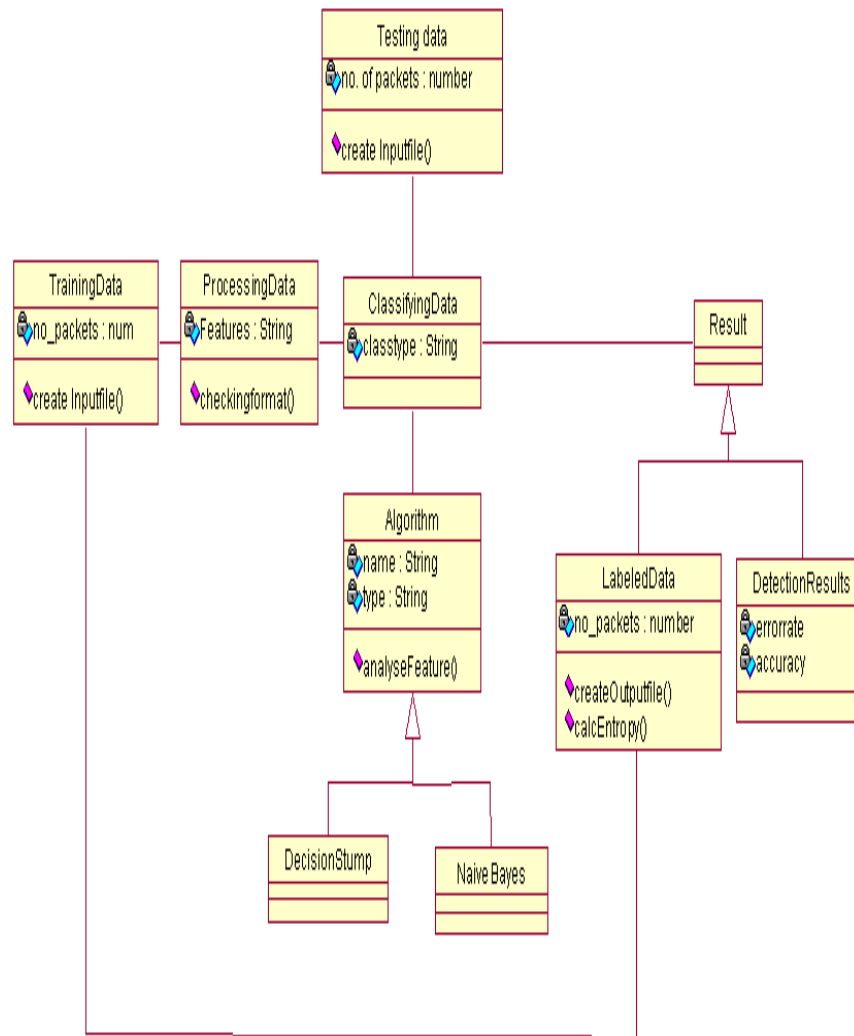 Testing data
no. of packets : number
create Inputfile()
TrainingData
no_packets : num
create Inputfile()
ProcessingData
Features : String
checkingformat()
ClassifyingData
classtype : String
Result
Algorithm
name : String
type : String
analyseFeature()
LabeledData
no_packets : number
createOutputfile()
calcEntropy()
DetectionResults
errorrate
accuracy
DecisionStump
Naive Bayes